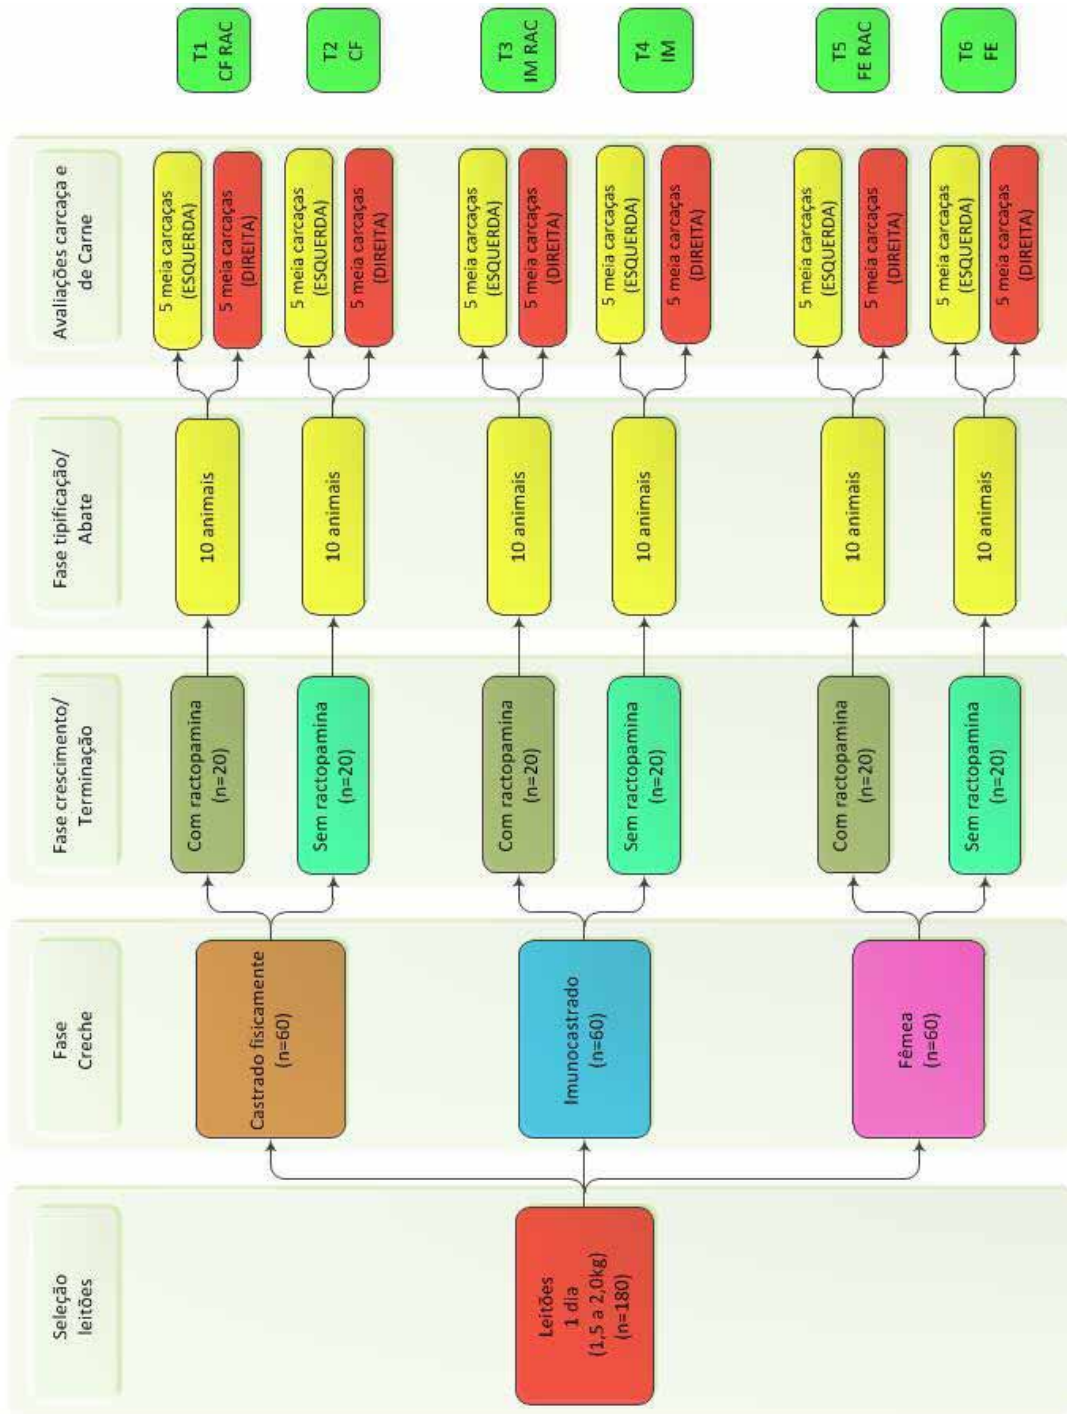 Seleção
leitões
Fase
Creche
Fase crescimento/
Terminação
Fase tipificação/
Abate
Avaliações carcaça e
de Carne
Leitões
1 dia
(1,5 a 2,0kg)
(n=180)
Castrado fisicamente
(n=60)
Com ractopamina
(n=20)
10 animais
5 meia carcaças
(ESQUERDA)
5 meia carcaças
(DIREITA)
T1
CF RAC
Sem ractopamina
(n=20)
10 animais
5 meia carcaças
(ESQUERDA)
5 meia carcaças
(DIREITA)
T2
CF
Imunocastrado
(n=60)
Com ractopamina
(n=20)
10 animais
5 meia carcaças
(ESQUERDA)
5 meia carcaças
(DIREITA)
T3
IM RAC
Sem ractopamina
(n=20)
10 animais
5 meia carcaças
(ESQUERDA)
5 meia carcaças
(DIREITA)
T4
IM
Fêmea
(n=60)
Com ractopamina
(n=20)
10 animais
5 meia carcaças
(ESQUERDA)
5 meia carcaças
(DIREITA)
T5
FE RAC
Sem ractopamina
(n=20)
10 animais
5 meia carcaças
(ESQUERDA)
5 meia carcaças
(DIREITA)
T6
FE